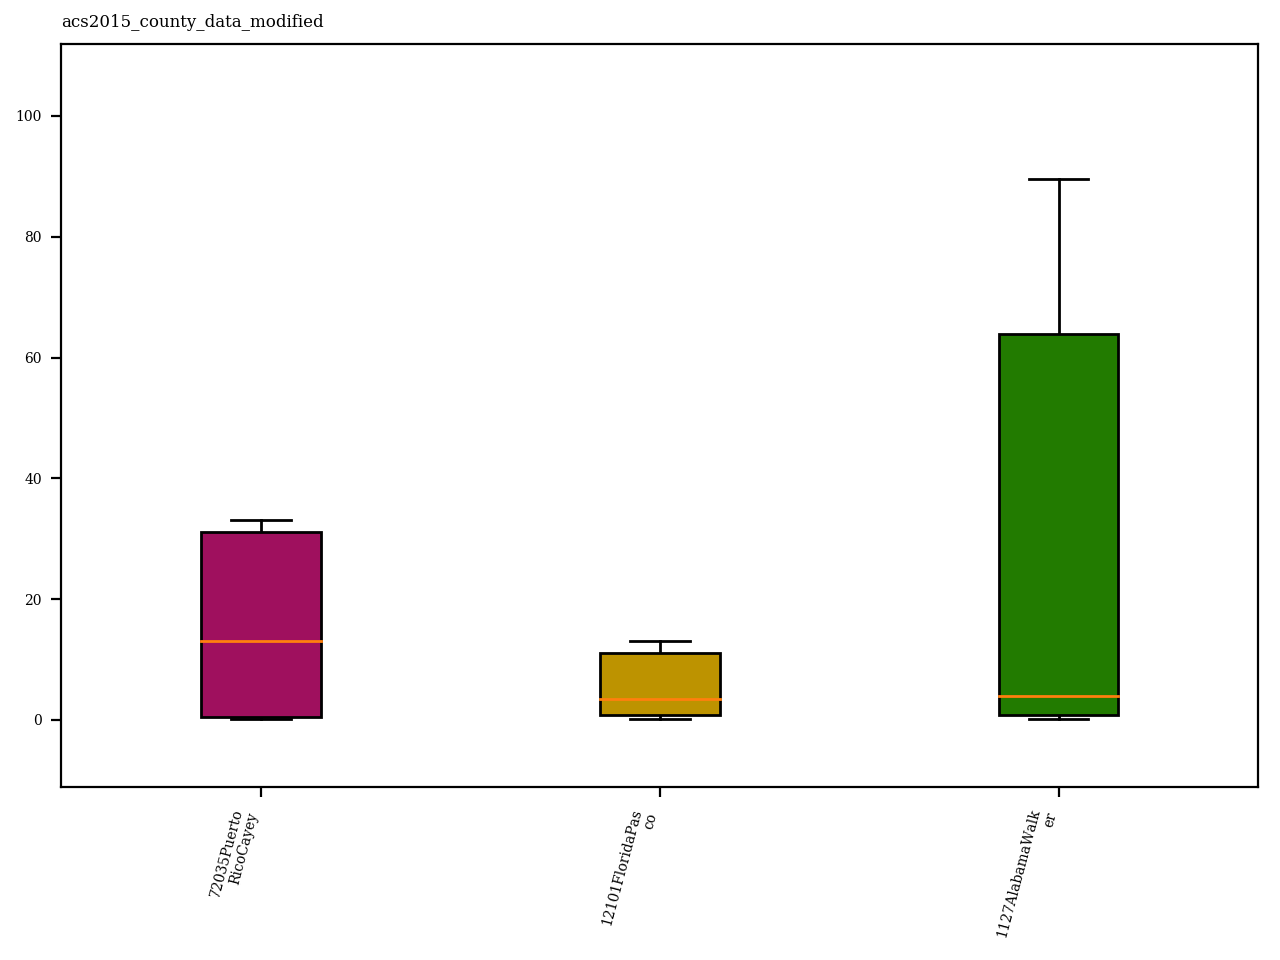 acs2015_county_data_modified
100
80
60
40
20
0
72035Puerto
RicoCayey
12101FloridaPas
co
1127AlabamaWalk
er